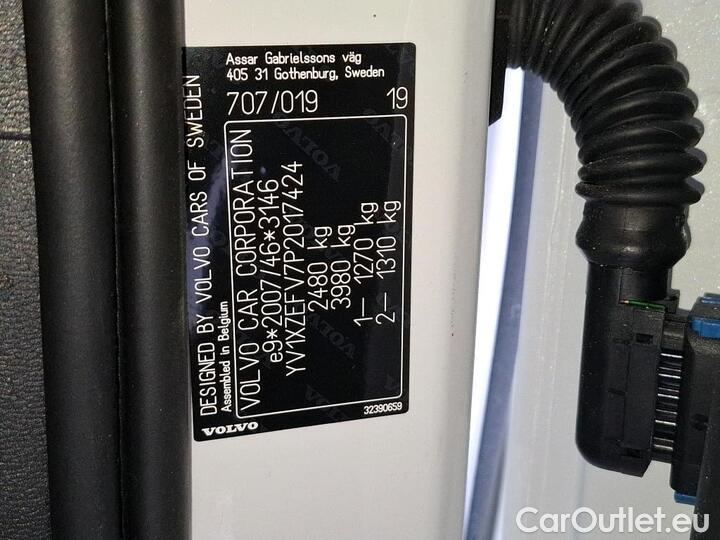 Assar Gabrielssons väg
405 31 Gothenburg, Sweden
707/019 19
DESIGNED BY VOLVO CARS OF SWEDEN
Assembled in Belgium
VOLVO CAR CORPORATION
e9*2007/46*3146
YV1XZEFV7P2017424
2480 kg
3980 kg
1– 1270 kg
2– 1310 kg
32390659
VOLVO
CarOutlet.eu